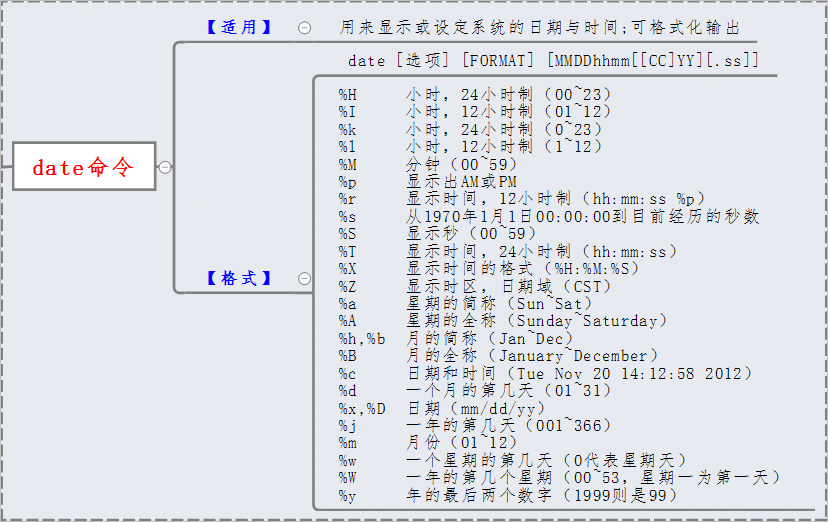 【适用】 用来显示或设定系统的日期与时间;可格式化输出
date [选项] [FORMAT] [MMDDhhmm[[CC]YY][.ss]]
date命令
【格式】
%H 小时，24小时制（00~23）
%I 小时，12小时制（01~12）
%k 小时，24小时制（0~23）
%l 小时，12小时制（1~12）
%M 分钟（00~59）
%p 显示出AM或PM
%r 显示时间，12小时制（hh:mm:ss %p）
%s 从1970年1月1日00:00:00到目前经历的秒数
%S 显示秒（00~59）
%T 显示时间，24小时制（hh:mm:ss）
%X 显示时间的格式（%H:%M:%S）
%Z 显示时区，日期域（CST）
%a 星期的简称（Sun~Sat）
%A 星期的全称（Sunday~Saturday）
%h,%b 月的简称（Jan~Dec）
%B 月的全称（January~December）
%c 日期和时间（Tue Nov 20 14:12:58 2012）
%d 一个月的第几天（01~31）
%x,%D 日期（mm/dd/yy）
%j 一年的第几天（001~366）
%m 月份（01~12）
%w 一个星期的第几天（0代表星期天）
%W 一年的第几个星期（00~53，星期一为第一天）
%y 年的最后两个数字（1999则是99）